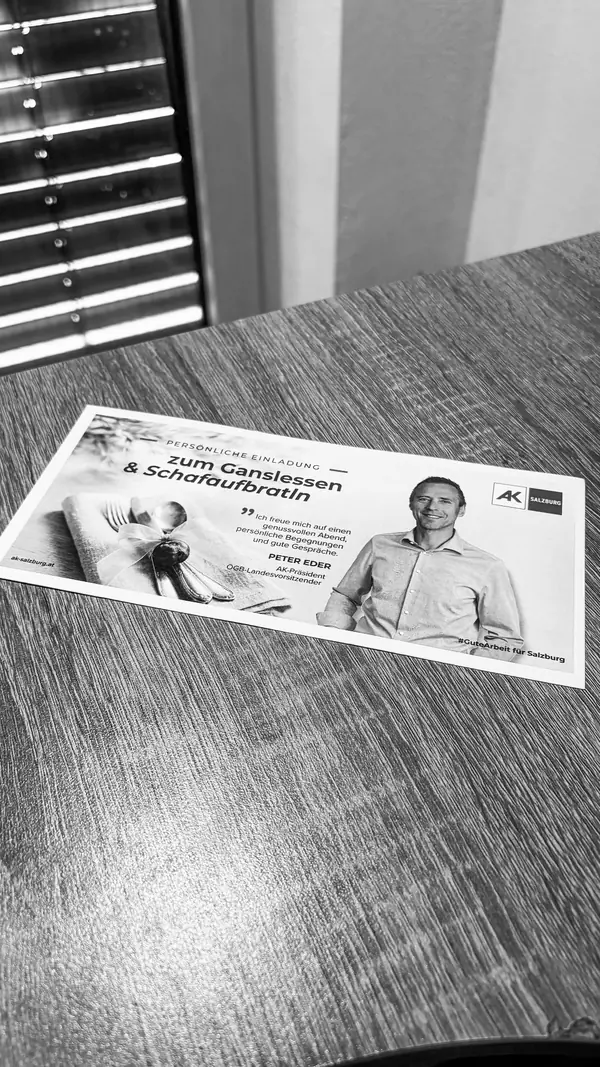 PERSÖNLICHE EINLADUNG
zum Ganslessen
& Schafaufbratln
” Ich freue mich auf einen
genussvollen Abend,
persönliche Begegnungen
und gute Gespräche.
PETER EDER
AK-Präsident
ÖGB-Landesvorsitzender
AK SALZBURG
ak-salzburg.at
#GuteArbeit für Salzburg